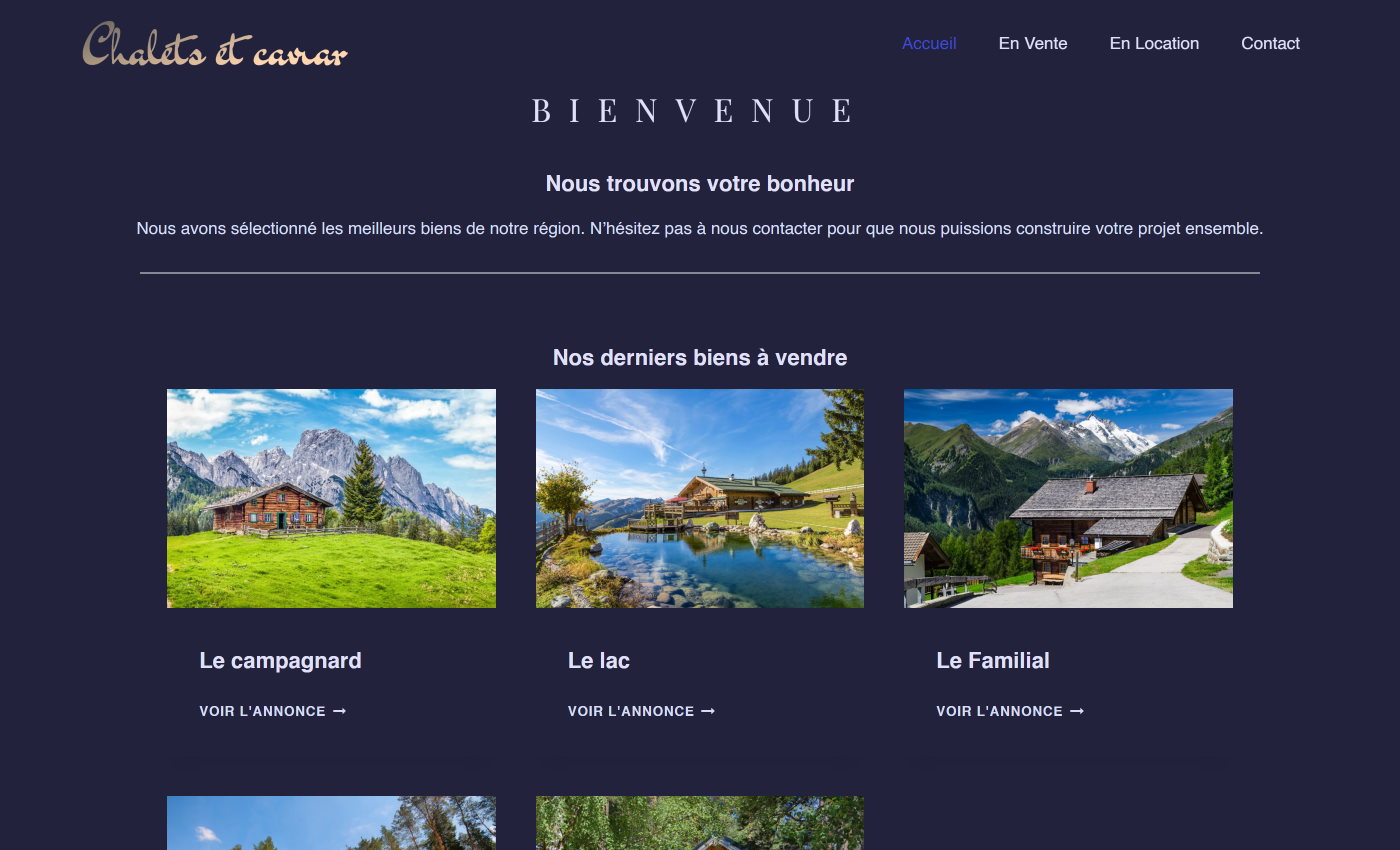 Chalets et caviar
Accueil En Vente En Location Contact
BIENVENUE
Nous trouvons votre bonheur
Nous avons sélectionné les meilleurs biens de notre région. N’hésitez pas à nous contacter pour que nous puissions construire votre projet ensemble.
Nos derniers biens à vendre
Le campagnard
VOIR L'ANNONCE →
Le lac
VOIR L'ANNONCE →
Le Familial
VOIR L'ANNONCE →